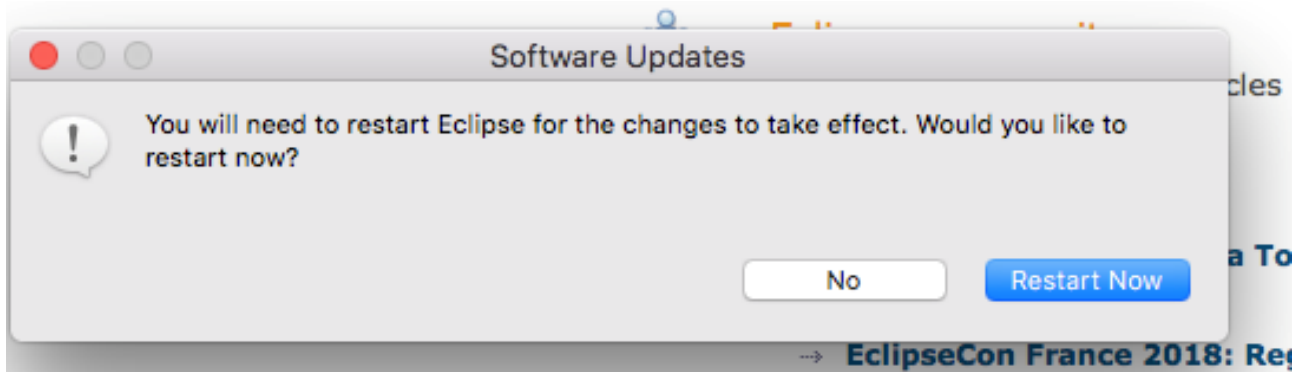 Software Updates
cles
You will need to restart Eclipse for the changes to take effect. Would you like to
restart now?
a To
No
Restart Now
EclipseCon France 2018: Reg